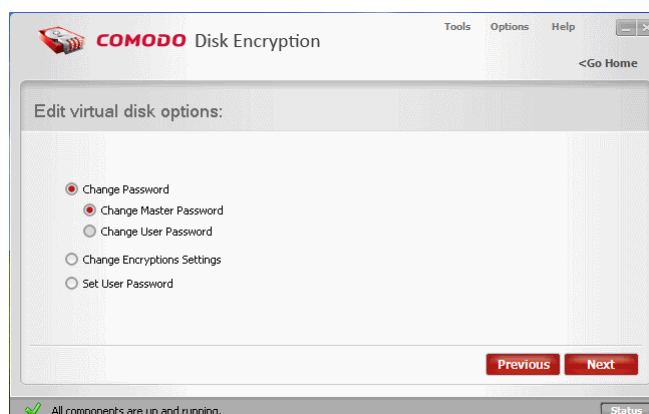 Tools Options Help
COMODO Disk Encryption
<Go Home
Edit virtual disk options:
Change Password
Change Master Password
Change User Password
Change Encryptions Settings
Set User Password
Previous Next
All components are up and running. Status